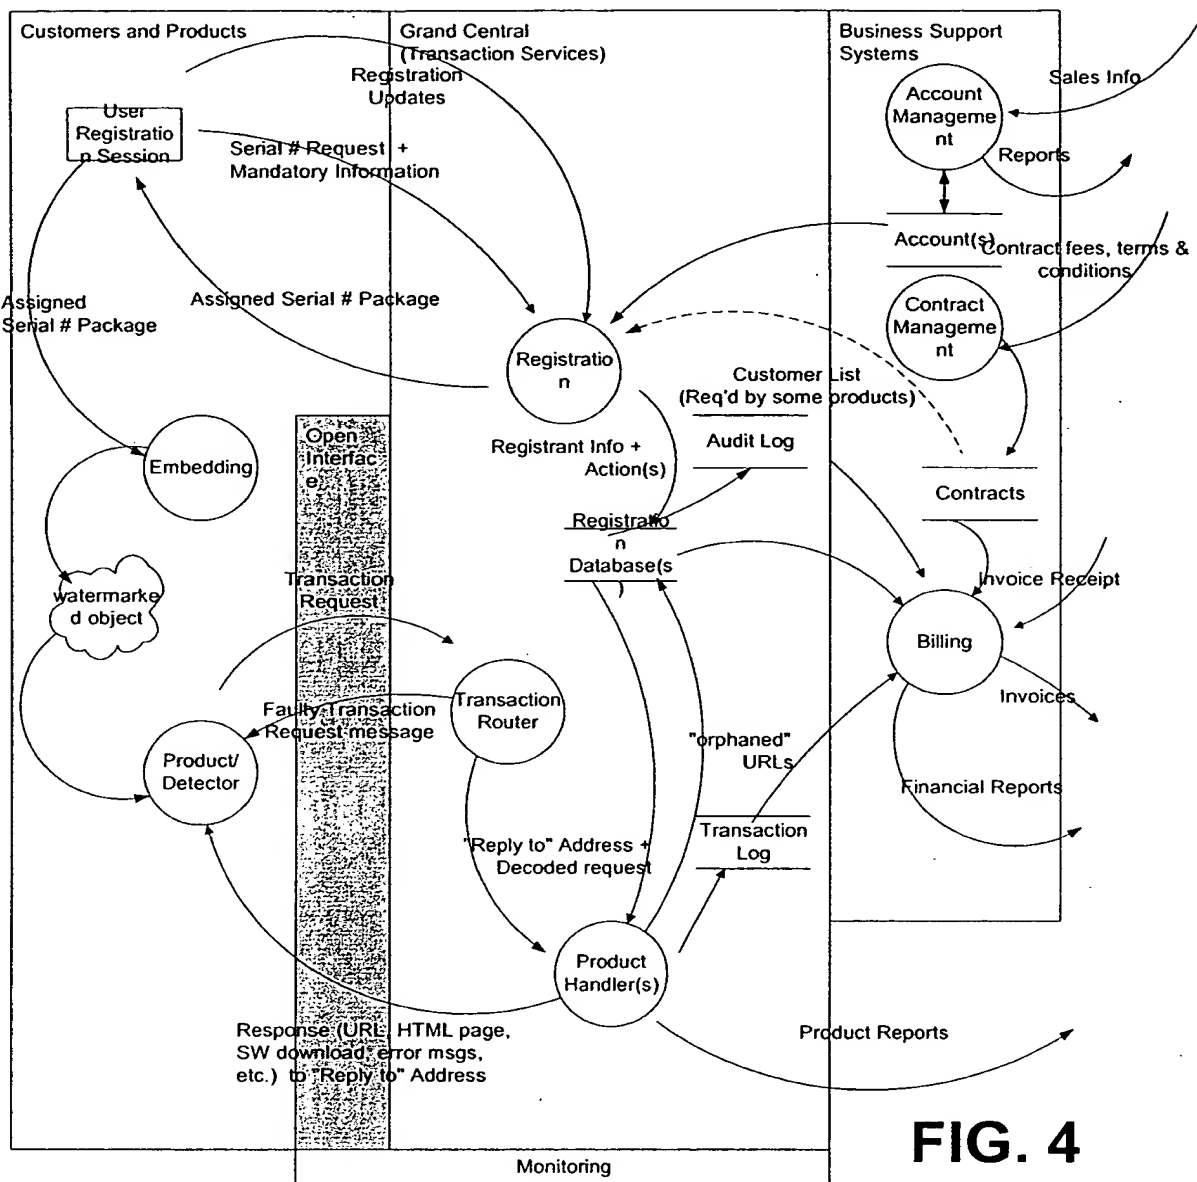 Customers and Products
Grand Central
(Transaction Services)
Business Support
Systems
Registration
Updates
Sales Info
Account
Manageme
nt
User
Registratio
n Session
Serial # Request +
Mandatory Information
Reports
Account(s)
Contract fees, terms &
conditions
Assigned
Serial # Package
Assigned Serial # Package
Contract
Manageme
nt
Registratio
n
Customer List
(Req'd by some products)
Open
Interfac
e
Registrant Info +
Action(s)
Audit Log
Embedding
Contracts
Registratio
n
Database(s
)
Transaction
Request
Invoice Receipt
watermarke
d object
Billing
Transaction
Router
Invoices
Faulty Transaction
Request message
Product/
Detector
"orphaned"
URLs
Financial Reports
"Reply to" Address +
Decoded request
Transaction
Log
Product
Handler(s)
Response (URL, HTML page,
SW download, error msgs,
etc.) to "Reply to" Address
Product Reports
FIG. 4
Monitoring